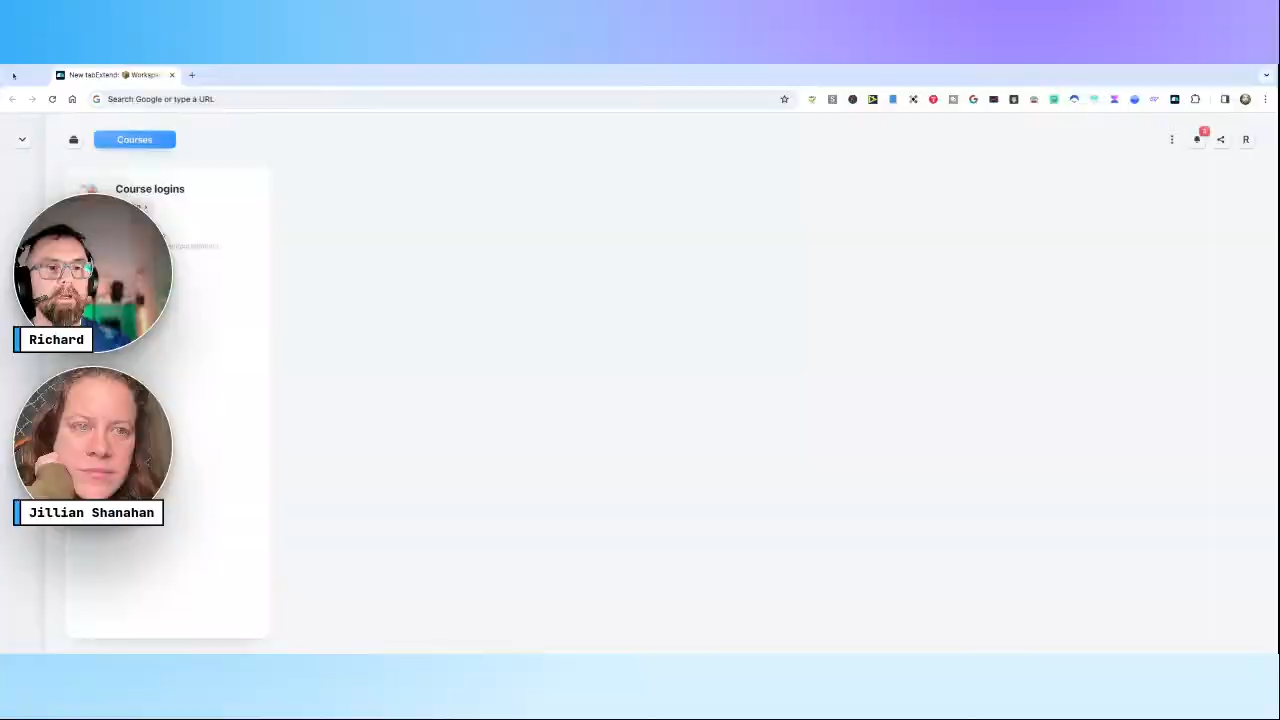 New tabExtend: 📦 Workspa
Search Google or type a URL
Courses
R
Course logins
Richard
Jillian Shanahan